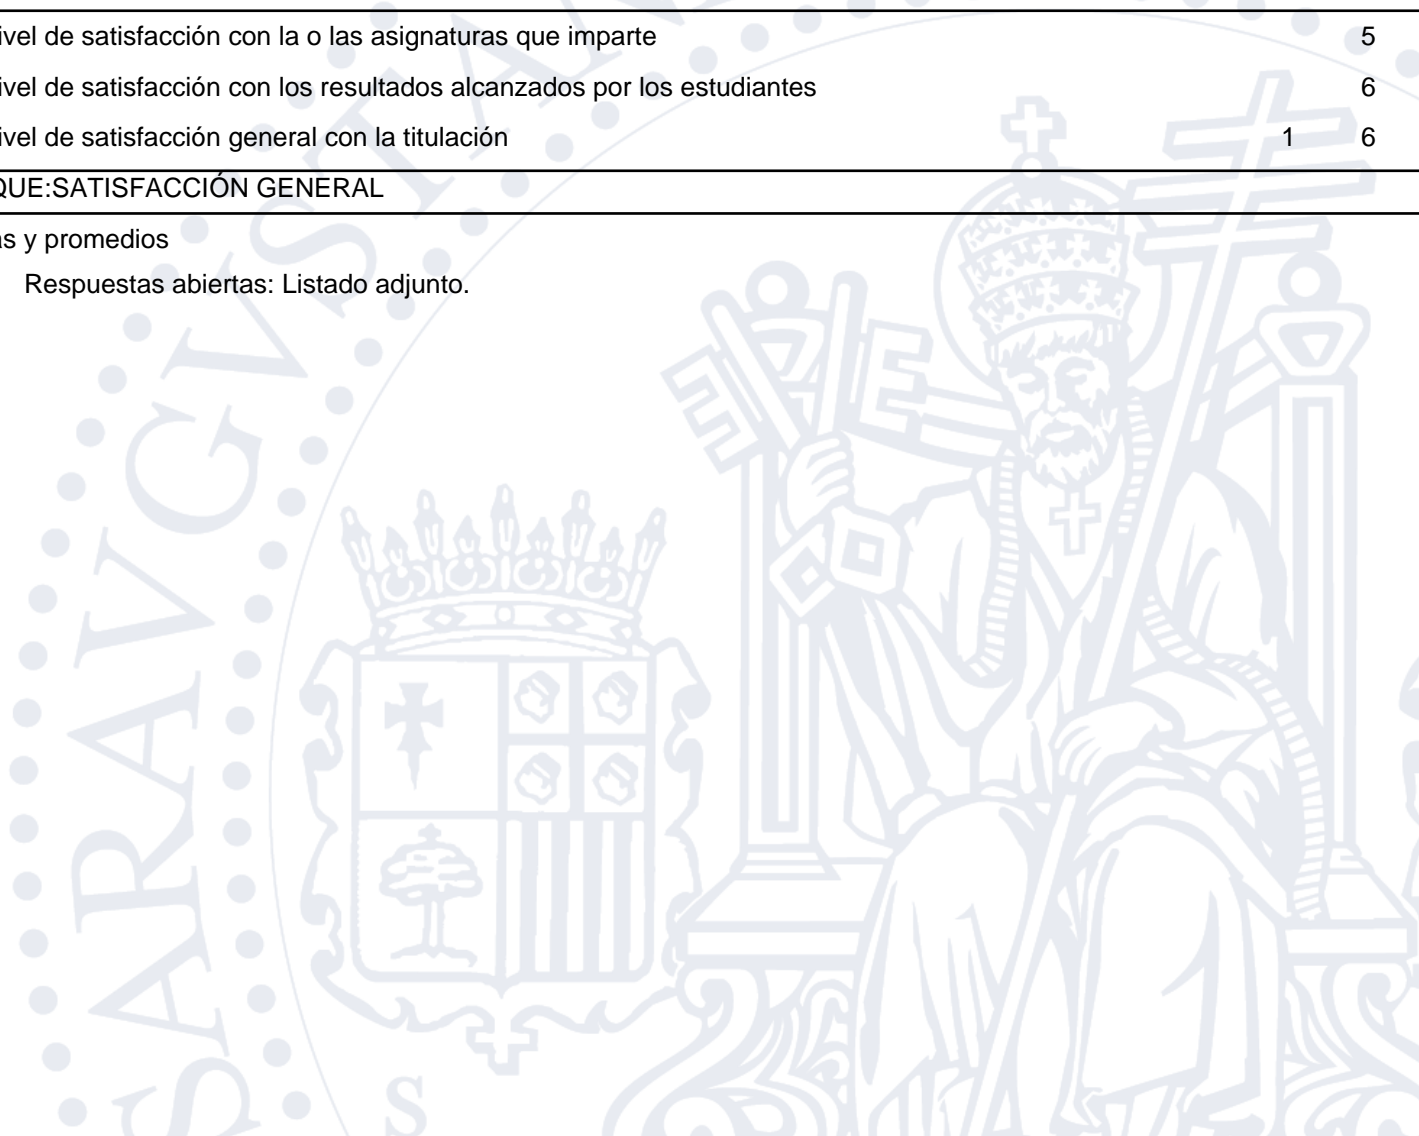 ivel de satisfacción con la o las asignaturas que imparte 5
ivel de satisfacción con los resultados alcanzados por los estudiantes 6
ivel de satisfacción general con la titulación 1 6
QUE:SATISFACCIÓN GENERAL
as y promedios
Respuestas abiertas: Listado adjunto.
SARAVGVSTAN
S